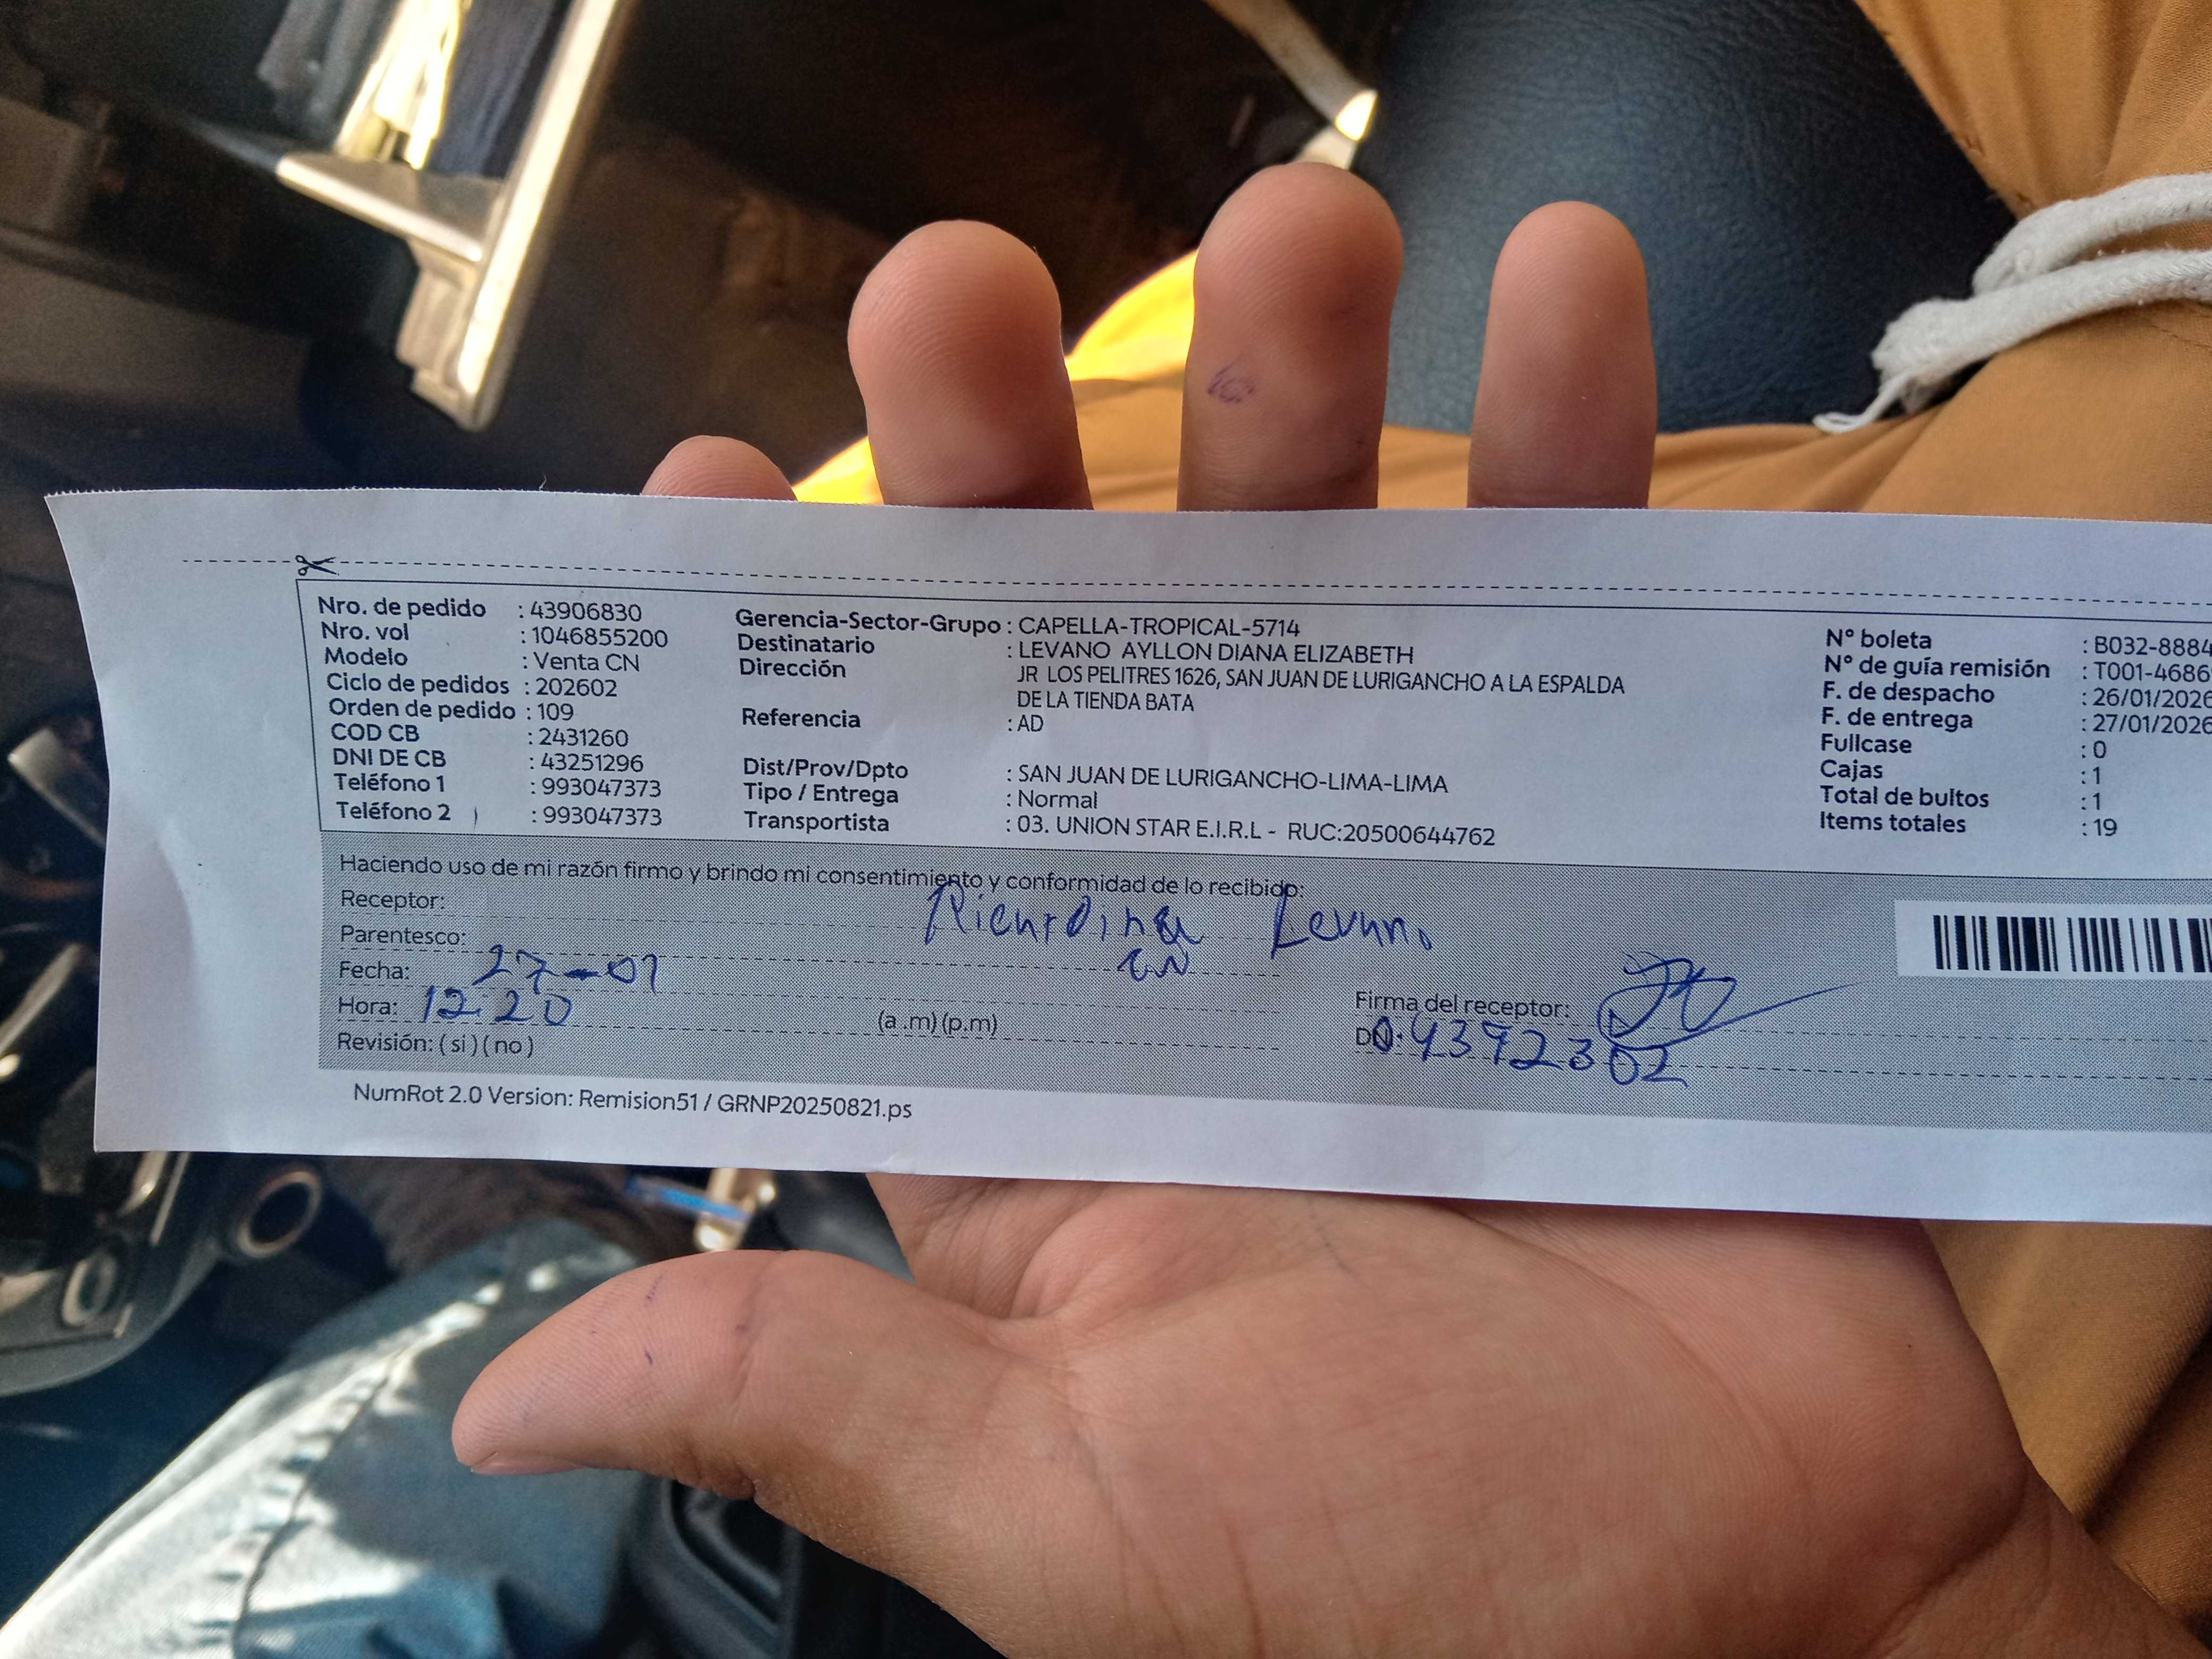 Nro. de pedido : 43906830
Nro. vol : 1046855200
Modelo : Venta CN
Ciclo de pedidos : 202602
Orden de pedido : 109
COD CB : 2431260
DNI DE CB : 43251296
Teléfono 1 : 993047373
Teléfono 2 : 993047373
Gerencia-Sector-Grupo : CAPELLA-TROPICAL-5714
Destinatario : LEVANO AYLLON DIANA ELIZABETH
Dirección JR LOS PELITRES 1626, SAN JUAN DE LURIGANCHO A LA ESPALDA
DE LA TIENDA BATA
Referencia : AD
Dist/Prov/Dpto : SAN JUAN DE LURIGANCHO-LIMA-LIMA
Tipo / Entrega : Normal
Transportista : 03. UNION STAR E.I.R.L - RUC:20500644762
N° boleta : B032-8884
N° de guía remisión : T001-4686
F. de despacho : 26/01/2026
F. de entrega : 27/01/2026
Fullcase : 0
Cajas : 1
Total de bultos : 1
Items totales : 19
Haciendo uso de mi razón firmo y brindo mi consentimiento y conformidad de lo recibido:
Receptor: Levano
Parentesco:
Fecha: 27-01
Hora: 12:20 (a .m) (p.m)
Revisión: ( si ) ( no )
Firma del receptor:
NumRot 2.0 Version: Remision51 / GRNP20250821.ps